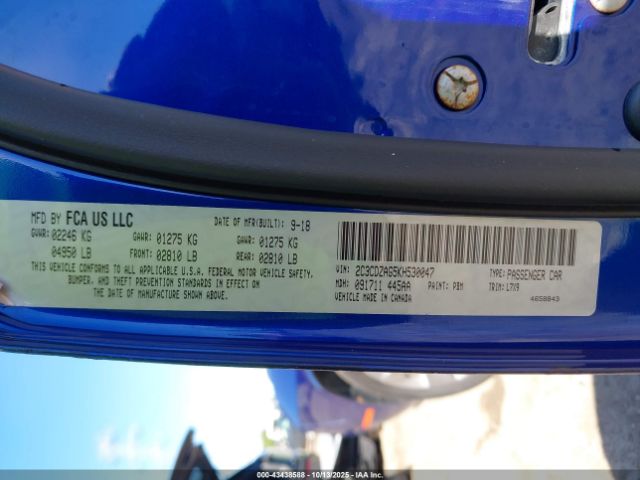 MFD BY FCA US LLC
DATE OF MFR(BUILT): 9-18
GVWR: 02246 KG GAWR: 01275 KG 01275 KG
04950 LB FRONT: 02810 LB REAR: 02810 LB
THIS VEHICLE CONFORMS TO ALL APPLICABLE U.S.A. FEDERAL MOTOR VEHICLE SAFETY,
BUMPER, AND THEFT PREVENTION STANDARDS IN EFFECT ON
THE DATE OF MANUFACTURE SHOWN ABOVE.
VIN: 2C3CDZAG5KH530047 TYPE: PASSENGER CAR
MDH: 091711 445AA PAINT: PBM TRIM: L7X9
VEHICLE MADE IN CANADA 4658843
000-43438588 10/13/2025 IAAI.COM